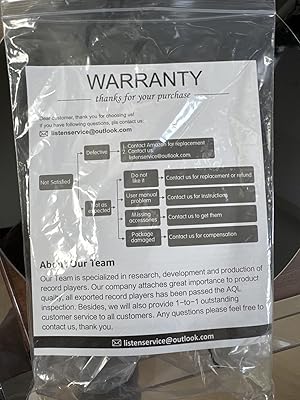 WARRANTY
thanks for your purchase
Dear customer, thank you for choosing us!
If you have following questions, pls contact us:
listenservice@outlook.com
Not Satisfied
Defective
1. Contact Amazon for replacement
2. Contact us:
listenservice@outlook.com
Not as
expected
Do not
like it
Contact us for replacement or refund
User manual
problem
Contact us for instructions
Missing
accessories
Contact us to get them
Package
damaged
Contact us for compensation
About Our Team
Our Team is specialized in research, development and production of
record players. Our company attaches great importance to product
quality, all exported record players has been passed the AQL
inspection. Besides, we will also provide 1-to-1 outstanding
customer service to all customers. Any questions please feel free to
contact us, thank you.
listenservice@outlook.com